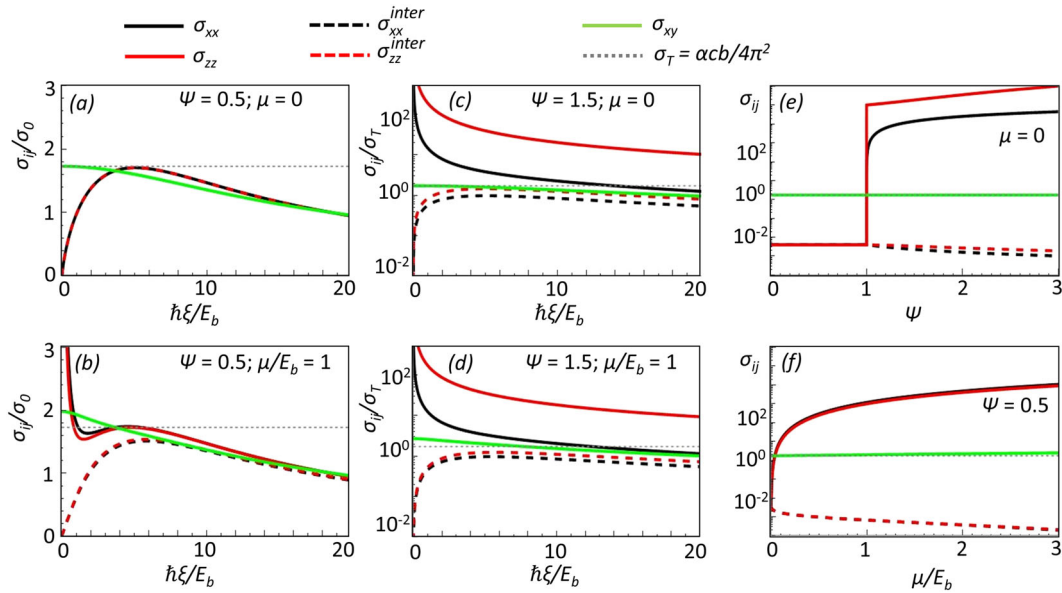 σxx σxx^inter σxy
σzz σzz^inter σT = αcb/4π²
(a) Ψ = 0.5; μ = 0
σij/σ0
3
2
1
0
0 10 20
ħξ/Eb
(c) Ψ = 1.5; μ = 0
σij/σT
10²
10⁰
10⁻²
0 10 20
ħξ/Eb
(e)
σij
μ = 0
10²
10⁰
10⁻²
0 1 2 3
Ψ
(b) Ψ = 0.5; μ/Eb = 1
σij/σ0
3
2
1
0
0 10 20
ħξ/Eb
(d) Ψ = 1.5; μ/Eb = 1
σij/σT
10²
10⁰
10⁻²
0 10 20
ħξ/Eb
(f)
σij
Ψ = 0.5
10²
10⁰
10⁻²
0 1 2 3
μ/Eb